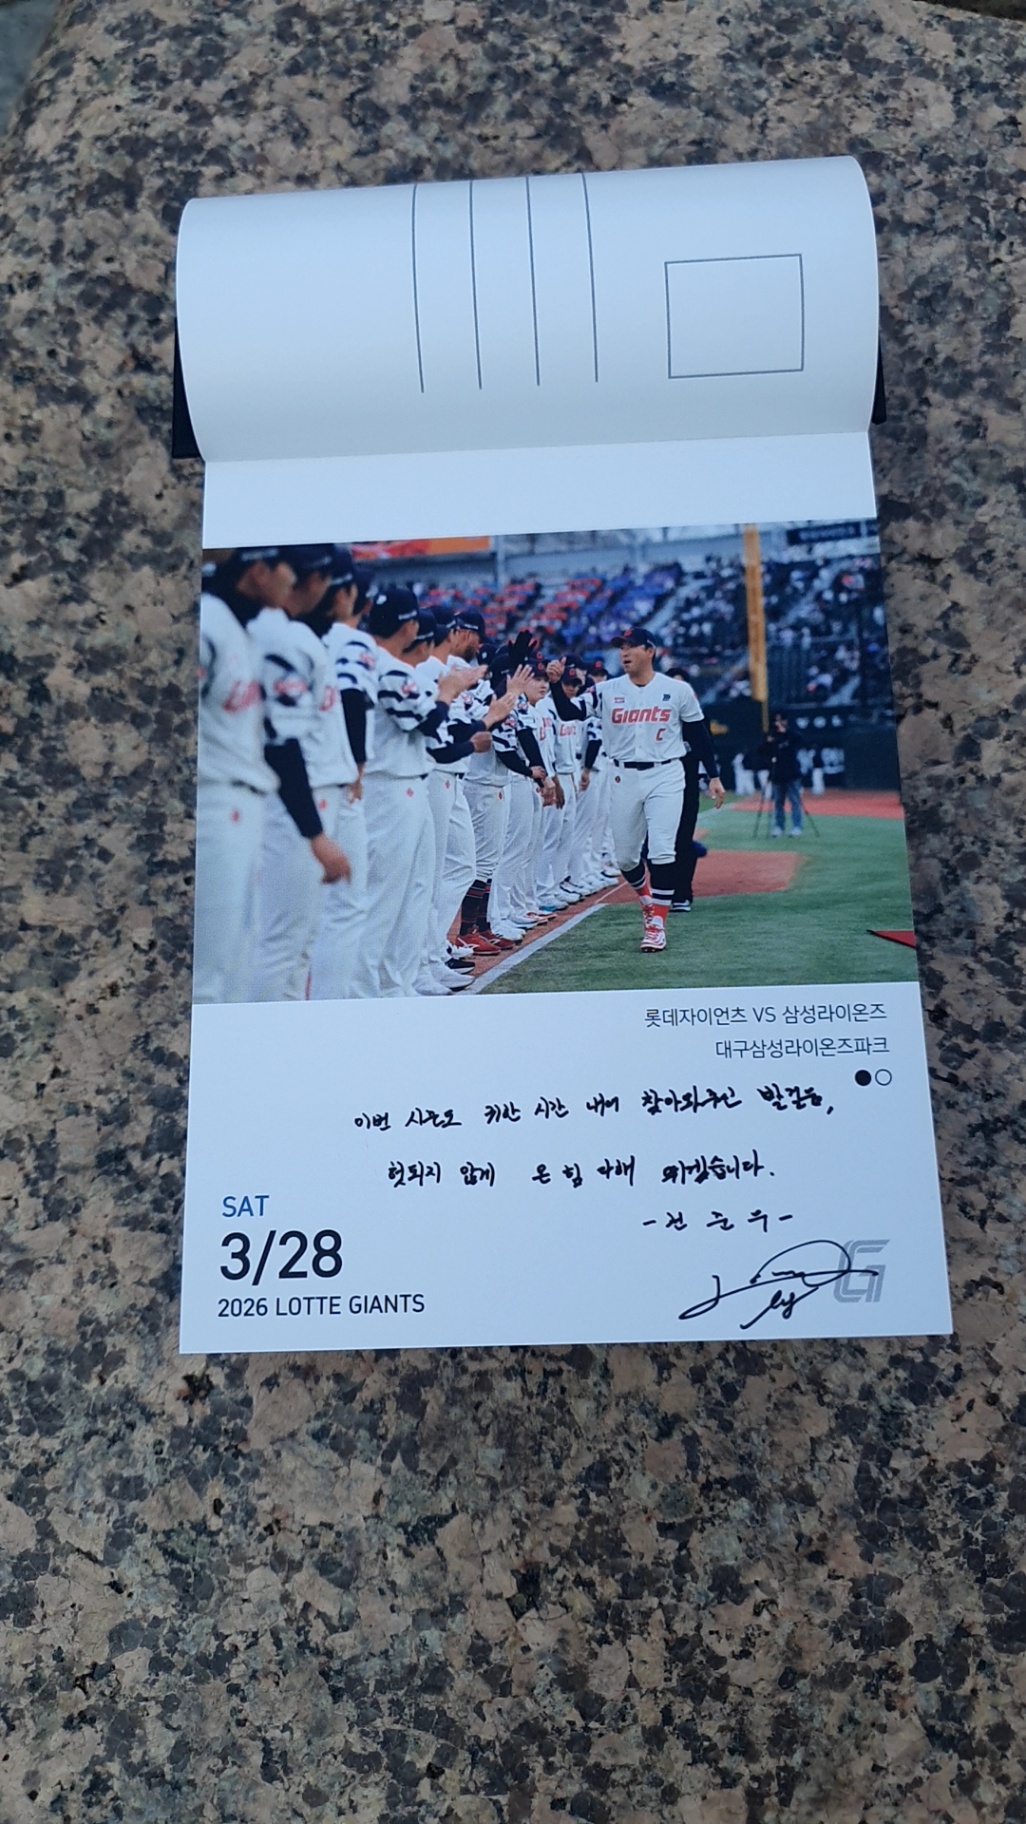 Giants
C
롯데자이언츠 VS 삼성라이온즈
대구삼성라이온즈파크
이번 시즌도 귀한 시간 내어 찾아와주신 발걸음,
헛되지 않게 온 힘 다해 뛰겠습니다.
- 전준우 -
SAT
3/28
2026 LOTTE GIANTS